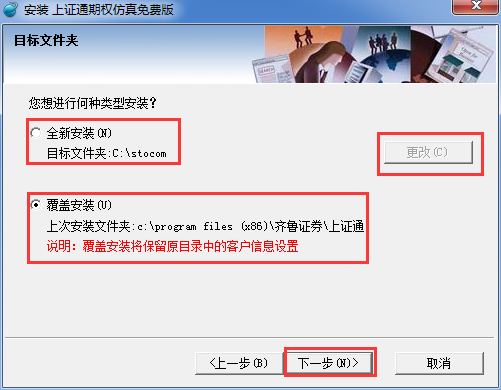 安装 上证通期权仿真免费版
目标文件夹
您想进行何种类型安装?
全新安装(N)
目标文件夹:C:\stocom
更改(C)
覆盖安装(U)
上次安装文件夹:c:\program files (x86)\齐鲁证券\上证通
说明: 覆盖安装将保留原目录中的客户信息设置
<上一步(B)
下一步(N)>
取消